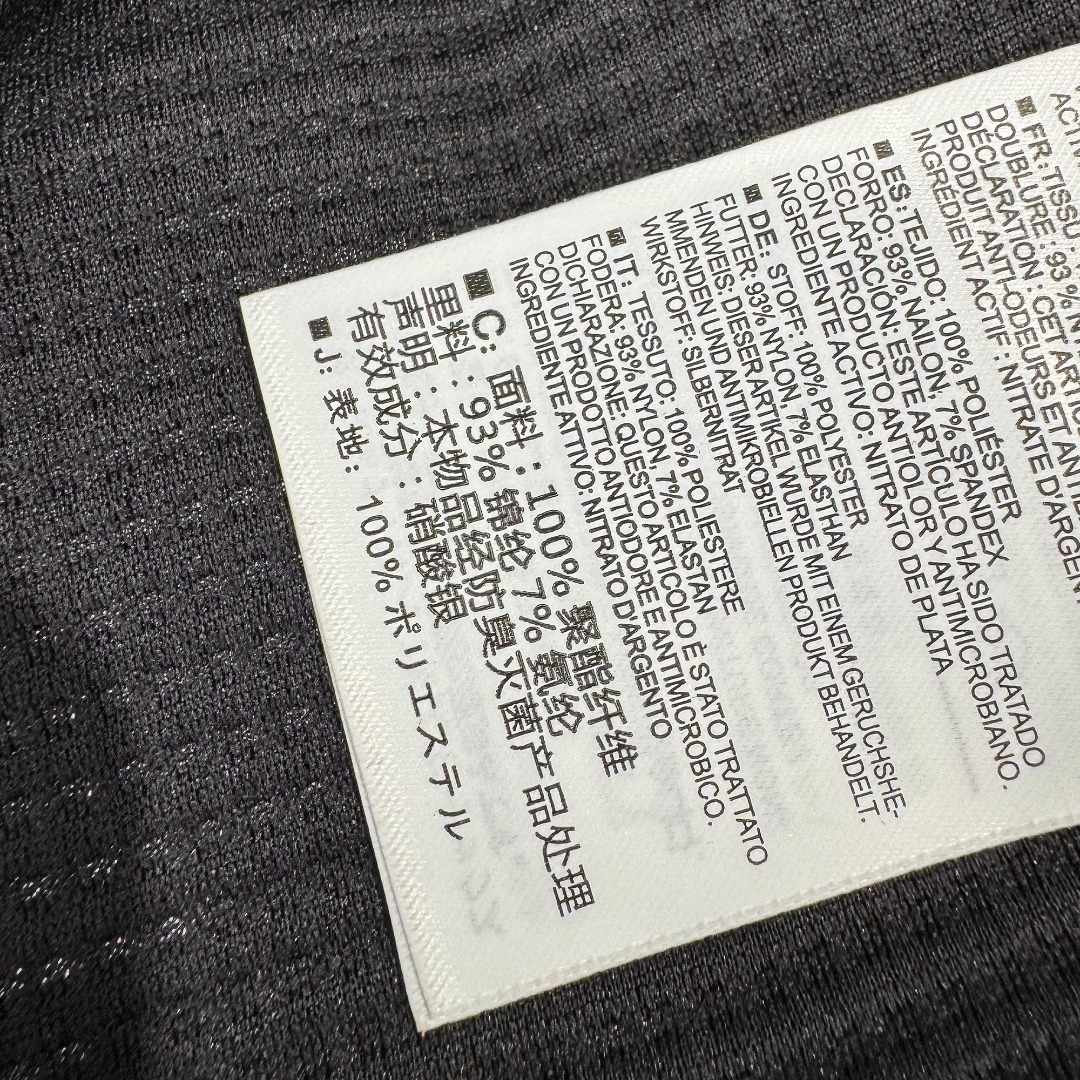 ACTI
FR : TISSU
DOUBLURE : 93 %
DÉCLARATION : CET ARTIC
PRODUIT ANTI-ODEURS ET ANTI
INGRÉDIENT ACTIF : NITRATE D'ARGEN
ES: TEJIDO: 100% POLIÉSTER
FORRO: 93% NAILON, 7% SPANDEX
DECLARACIÓN: ESTE ARTÍCULO HA SIDO TRATADO
CON UN PRODUCTO ANTIOLOR Y ANTIMICROBIANO.
INGREDIENTE ACTIVO: NITRATO DE PLATA
DE: STOFF: 100% POLYESTER
FUTTER: 93% NYLON, 7% ELASTHAN
HINWEIS: DIESER ARTIKEL WURDE MIT EINEM GERUCHSHE-
MMENDEN UND ANTIMIKROBIELLEN PRODUKT BEHANDELT.
WIRKSTOFF: SILBERNITRAT
IT: TESSUTO: 100% POLIESTERE
FODERA: 93% NYLON, 7% ELASTAN
DICHIARAZIONE: QUESTO ARTICOLO È STATO TRATTATO
CON UN PRODOTTO ANTIODORE E ANTIMICROBICO.
INGREDIENTE ATTIVO: NITRATO D'ARGENTO
C: 面料：100% 聚酯纤维
里料：93% 锦纶 7% 氨纶
声明：本物品经防臭灭菌产品处理
有效成分：硝酸银
J: 表地: 100% ポリエステル